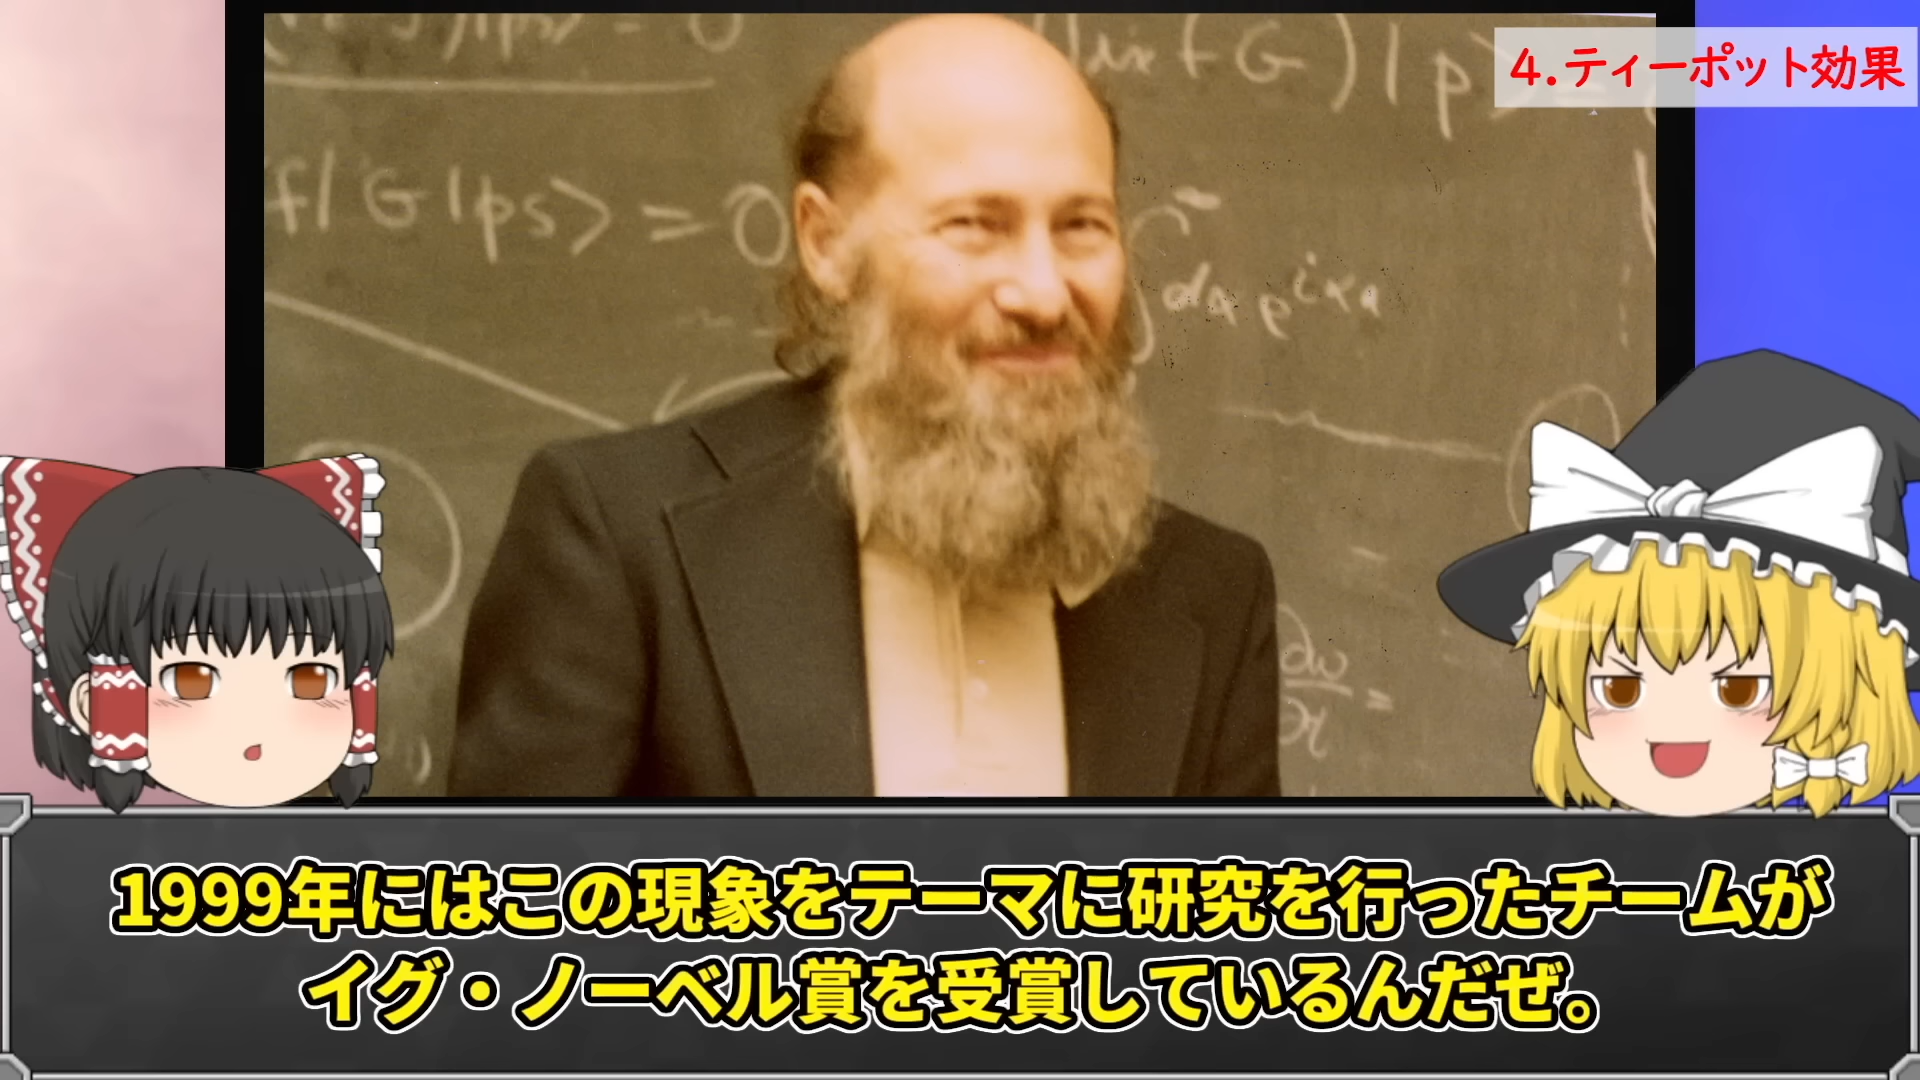 4.ティーポット効果
f|G|ps> = 0
1999年にはこの現象をテーマに研究を行ったチームが
イグ・ノーベル賞を受賞しているんだぜ。